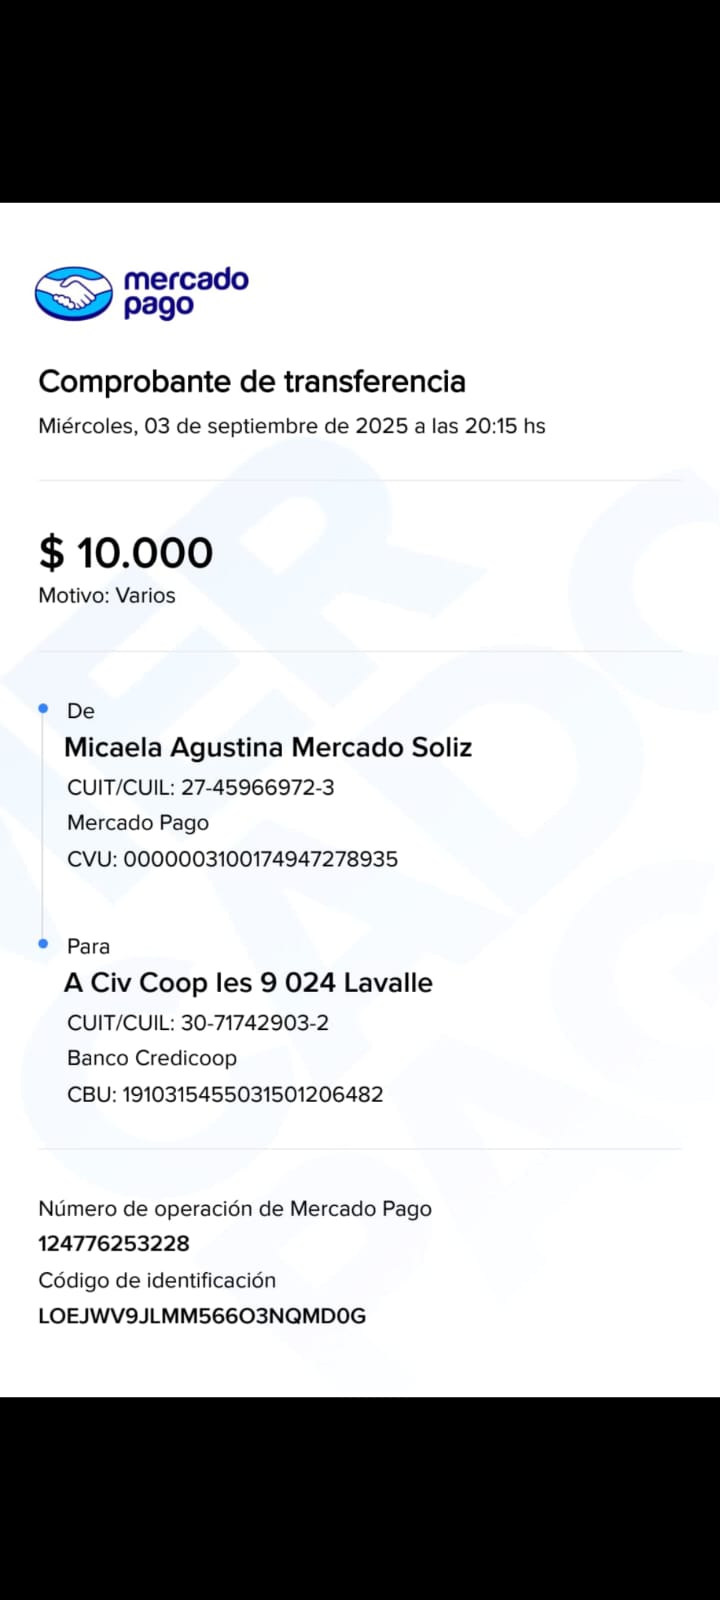 mercado
pago
Comprobante de transferencia
Miércoles, 03 de septiembre de 2025 a las 20:15 hs
$ 10.000
Motivo: Varios
De
Micaela Agustina Mercado Soliz
CUIT/CUIL: 27-45966972-3
Mercado Pago
CVU: 0000003100174947278935
Para
A Civ Coop Ies 9 024 Lavalle
CUIT/CUIL: 30-71742903-2
Banco Credicoop
CBU: 1910315455031501206482
Número de operación de Mercado Pago
124776253228
Código de identificación
LOEJWV9JLMM566O3NQMD0G